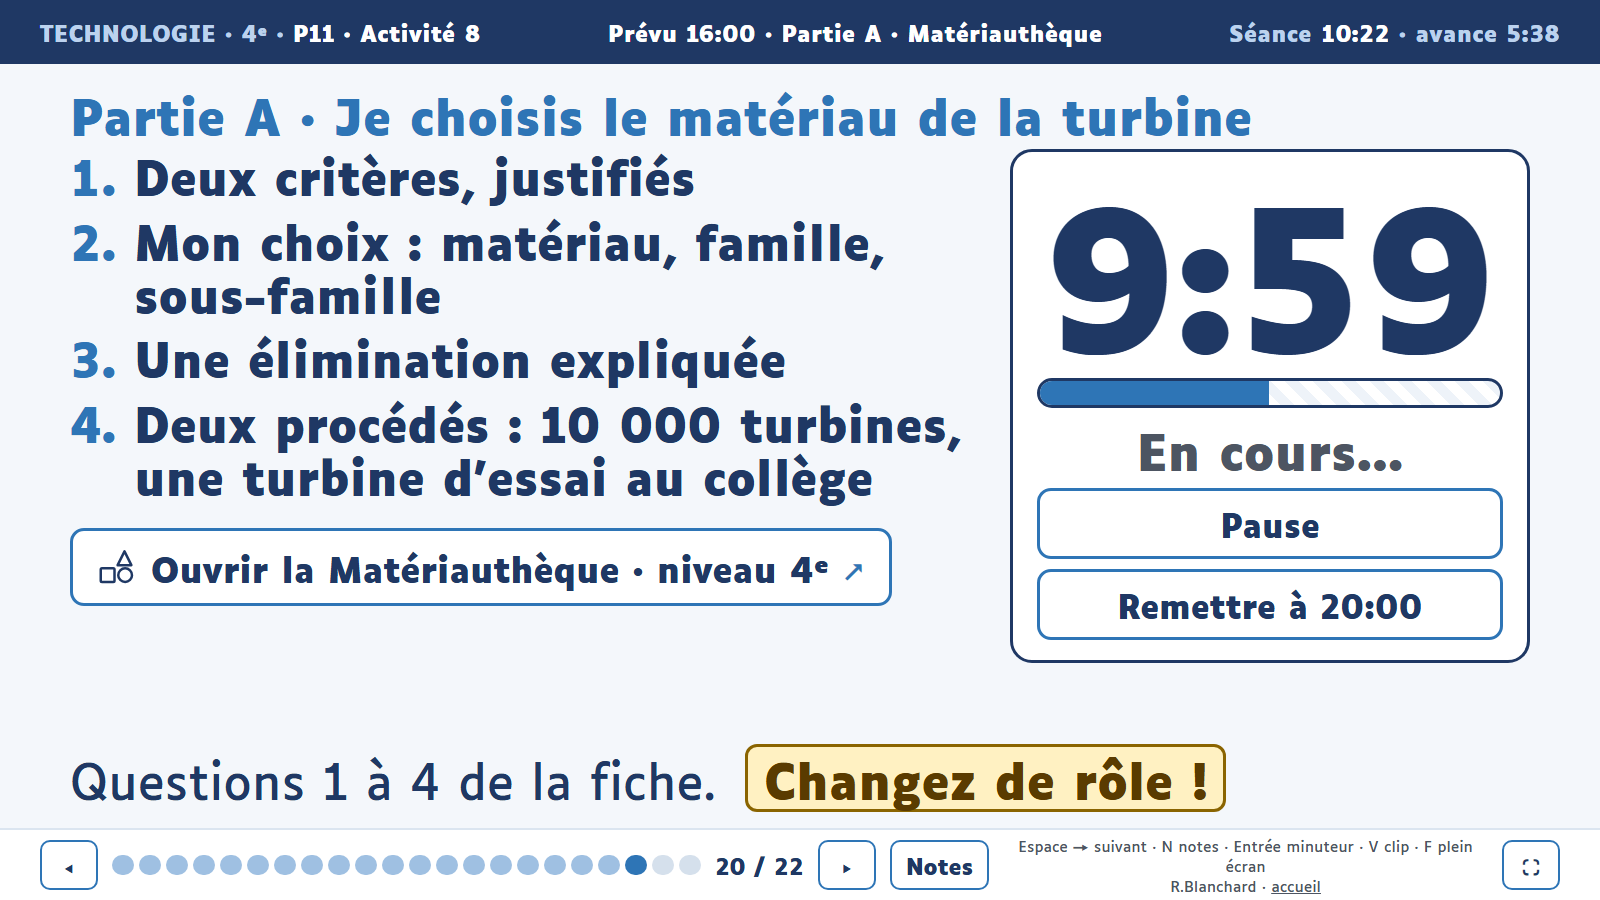 TECHNOLOGIE · 4ᵉ · P11 · Activité 8
Prévu 16:00 · Partie A · Matériauthèque
Séance 10:22 · avance 5:38
Partie A · Je choisis le matériau de la turbine
1. Deux critères, justifiés
2. Mon choix : matériau, famille,
sous-famille
3. Une élimination expliquée
4. Deux procédés : 10 000 turbines,
une turbine d’essai au collège
Ouvrir la Matériauthèque · niveau 4ᵉ ↗
9:59
En cours…
Pause
Remettre à 20:00
Questions 1 à 4 de la fiche.
Changez de rôle !
20 / 22
Notes
Espace → suivant · N notes · Entrée minuteur · V clip · F plein
écran
R.Blanchard · accueil